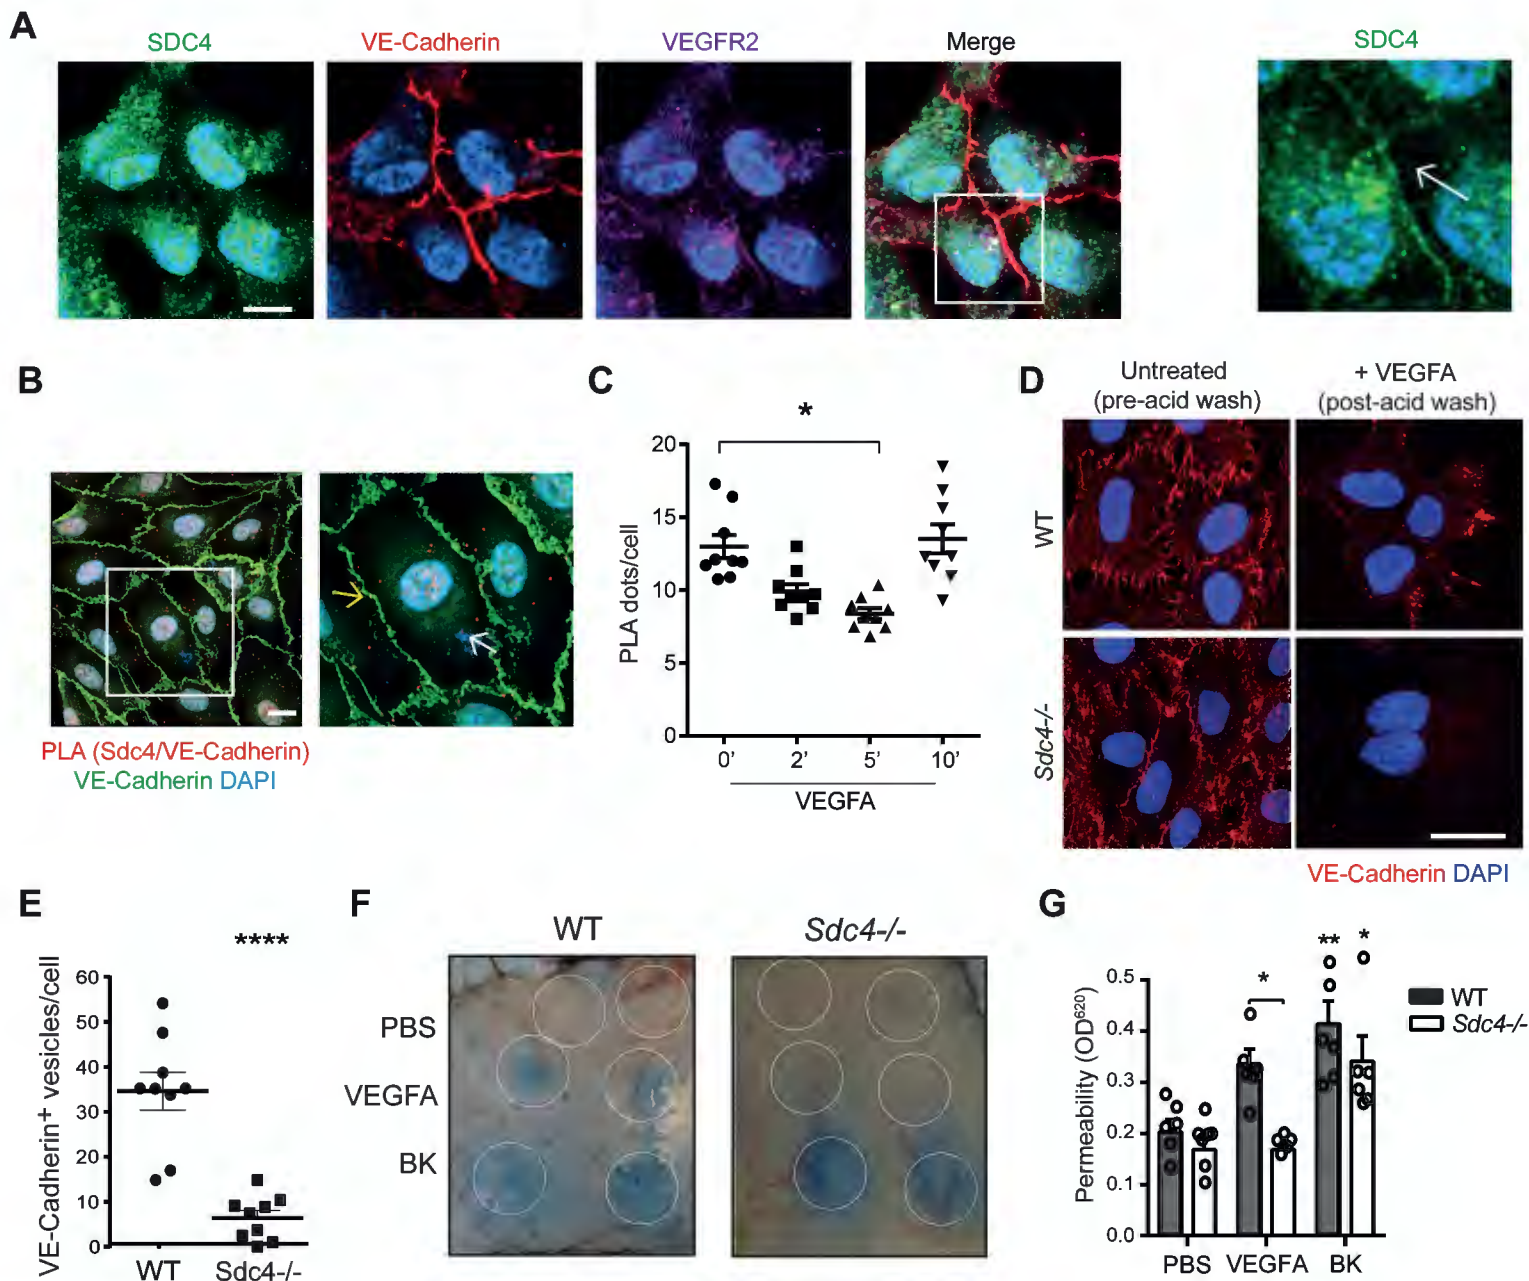 A
SDC4
VE-Cadherin
VEGFR2
Merge
SDC4
B
PLA (Sdc4/VE-Cadherin)
VE-Cadherin DAPI
C
*
PLA dots/cell
20
15
10
5
0
0’ 2’ 5’ 10’
VEGFA
D
Untreated
(pre-acid wash)
+ VEGFA
(post-acid wash)
WT
Sdc4-/-
VE-Cadherin DAPI
E
****
VE-Cadherin⁺ vesicles/cell
60
50
40
30
20
10
0
WT Sdc4-/-
F
WT
Sdc4-/-
PBS
VEGFA
BK
G
** *
*
Permeability (OD⁶²⁰)
0.5
0.4
0.3
0.2
0.1
0.0
PBS VEGFA BK
WT
Sdc4-/-